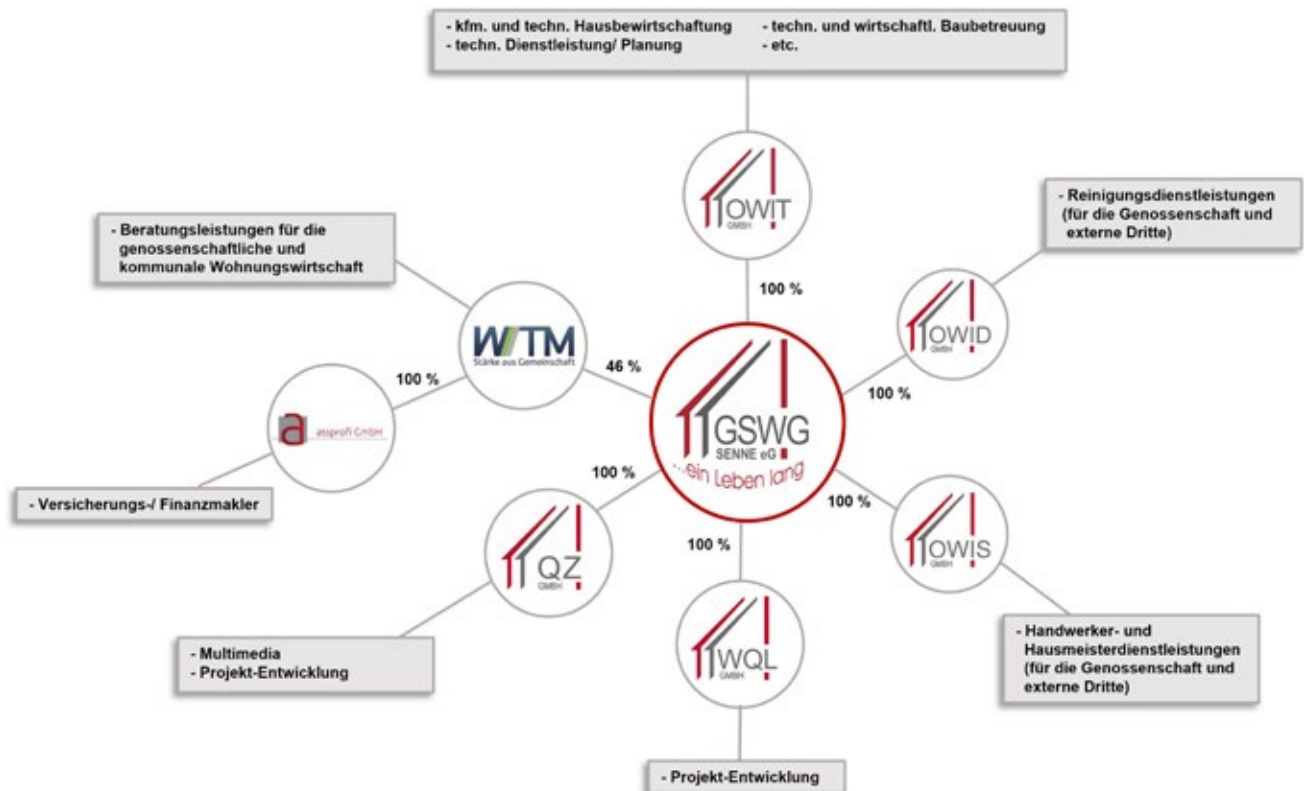 - kfm. und techn. Hausbewirtschaftung
- techn. Dienstleistung/ Planung
- techn. und wirtschaftl. Baubetreuung
- etc.
OWIT
GMBH
100 %
- Reinigungsdienstleistungen
(für die Genossenschaft und
externe Dritte)
OWID
GMBH
100 %
- Beratungsleistungen für die
genossenschaftliche und
kommunale Wohnungswirtschaft
WTM
Stärke aus Gemeinschaft
46 %
100 %
a
assprofi GmbH
- Versicherungs-/ Finanzmakler
GSWG
SENNE eG
...ein Leben lang
100 %
QZ
GMBH
- Multimedia
- Projekt-Entwicklung
100 %
WQL
GMBH
- Projekt-Entwicklung
100 %
OWIS
GMBH
- Handwerker- und
Hausmeisterdienstleistungen
(für die Genossenschaft und
externe Dritte)